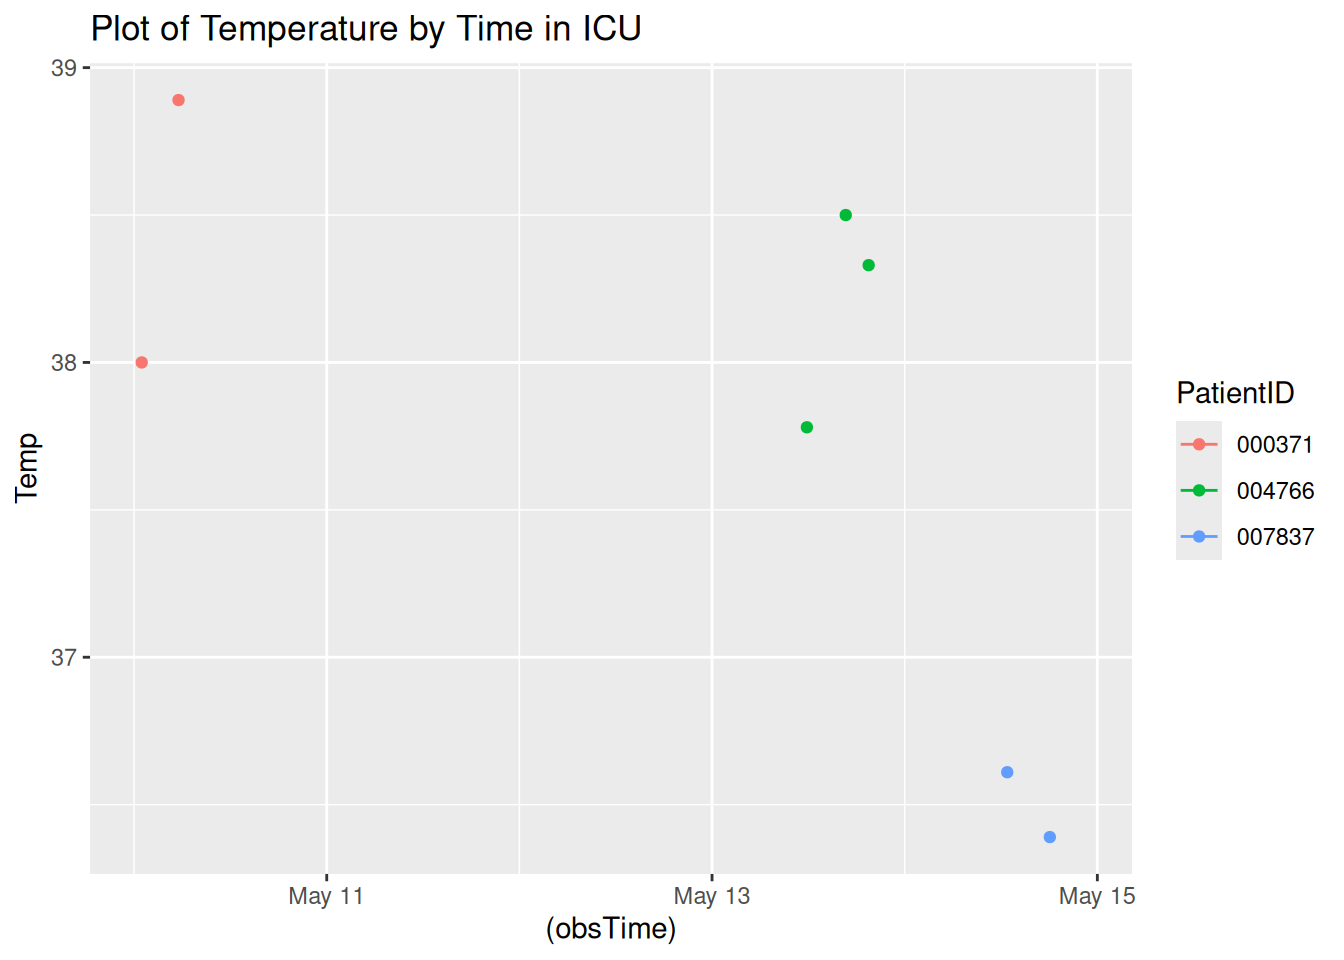 Plot of Temperature by Time in ICU
39
38
37
Temp
May 11
May 13
May 15
(obsTime)
PatientID
000371
004766
007837